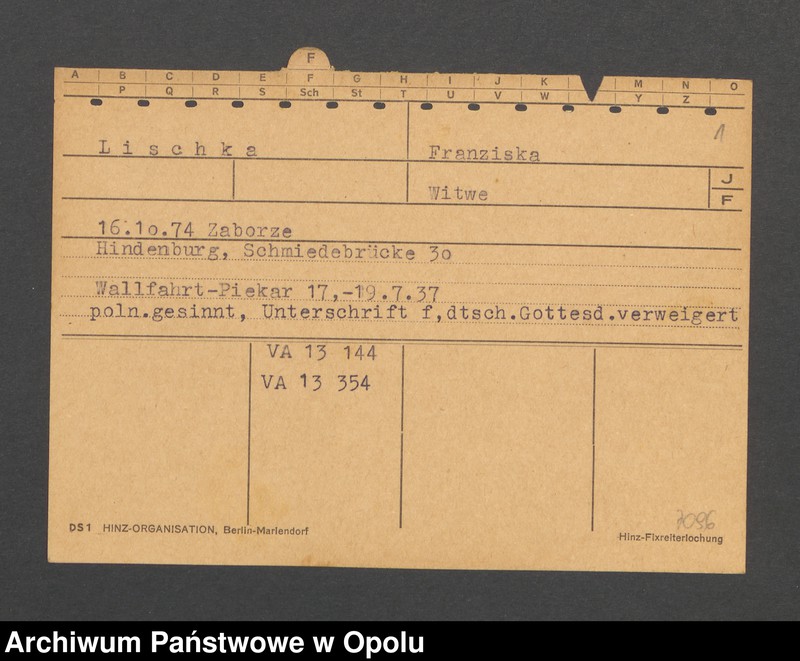 F
A B C D E F G H I J K M N O
P Q R S Sch St T U V W Y Z
1
Lischka Franziska
Witwe J
F
16.1o.74 Zaborze
Hindenburg, Schmiedebrücke 3o
Wallfahrt-Piekar 17,-19.7.37
poln.gesinnt, Unterschrift f,dtsch.Gottesd.verweigert
VA 13 144
VA 13 354
7096
DS1 HINZ-ORGANISATION, Berlin-Mariendorf
Hinz-Fixreiterlochung
Archiwum Państwowe w Opolu